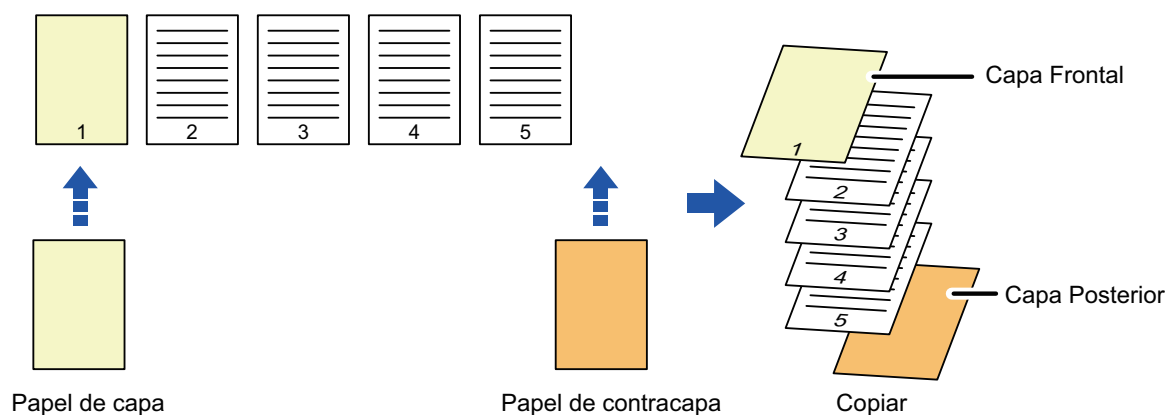 1 2 3 4 5
Capa Frontal
1
2
3
4
5
Capa Posterior
Papel de capa
Papel de contracapa
Copiar